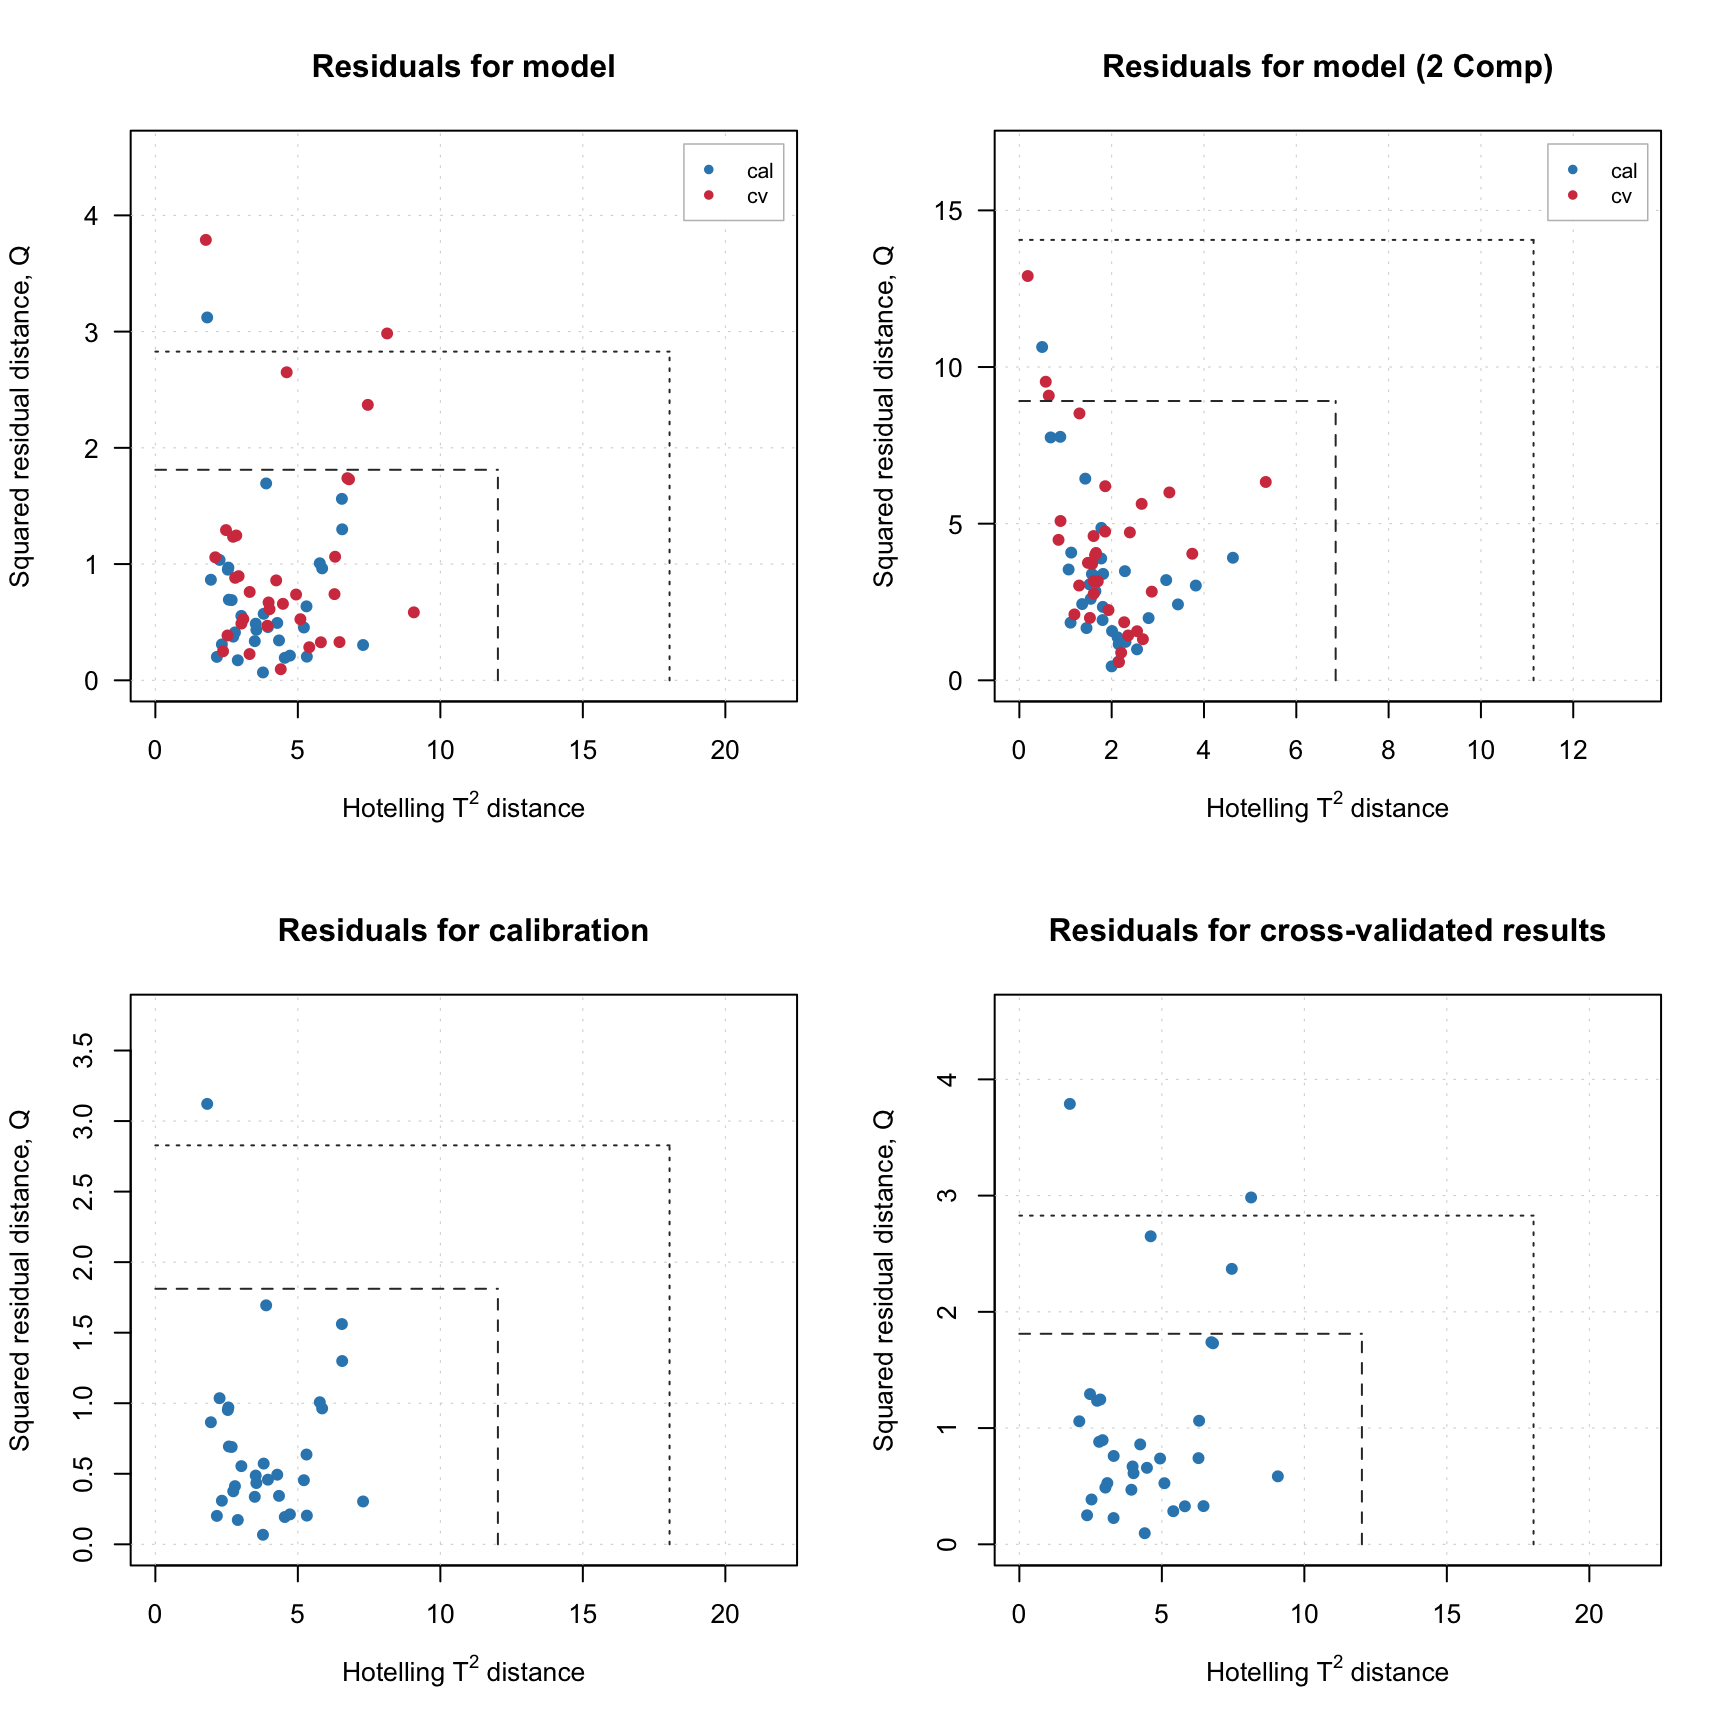 Residuals for model
Squared residual distance, Q
4
3
2
1
0
cal
cv
0 5 10 15 20
Hotelling T² distance
Residuals for model (2 Comp)
Squared residual distance, Q
15
10
5
0
cal
cv
0 2 4 6 8 10 12
Hotelling T² distance
Residuals for calibration
Squared residual distance, Q
3.5
3.0
2.5
2.0
1.5
1.0
0.5
0.0
0 5 10 15 20
Hotelling T² distance
Residuals for cross-validated results
Squared residual distance, Q
4
3
2
1
0
0 5 10 15 20
Hotelling T² distance